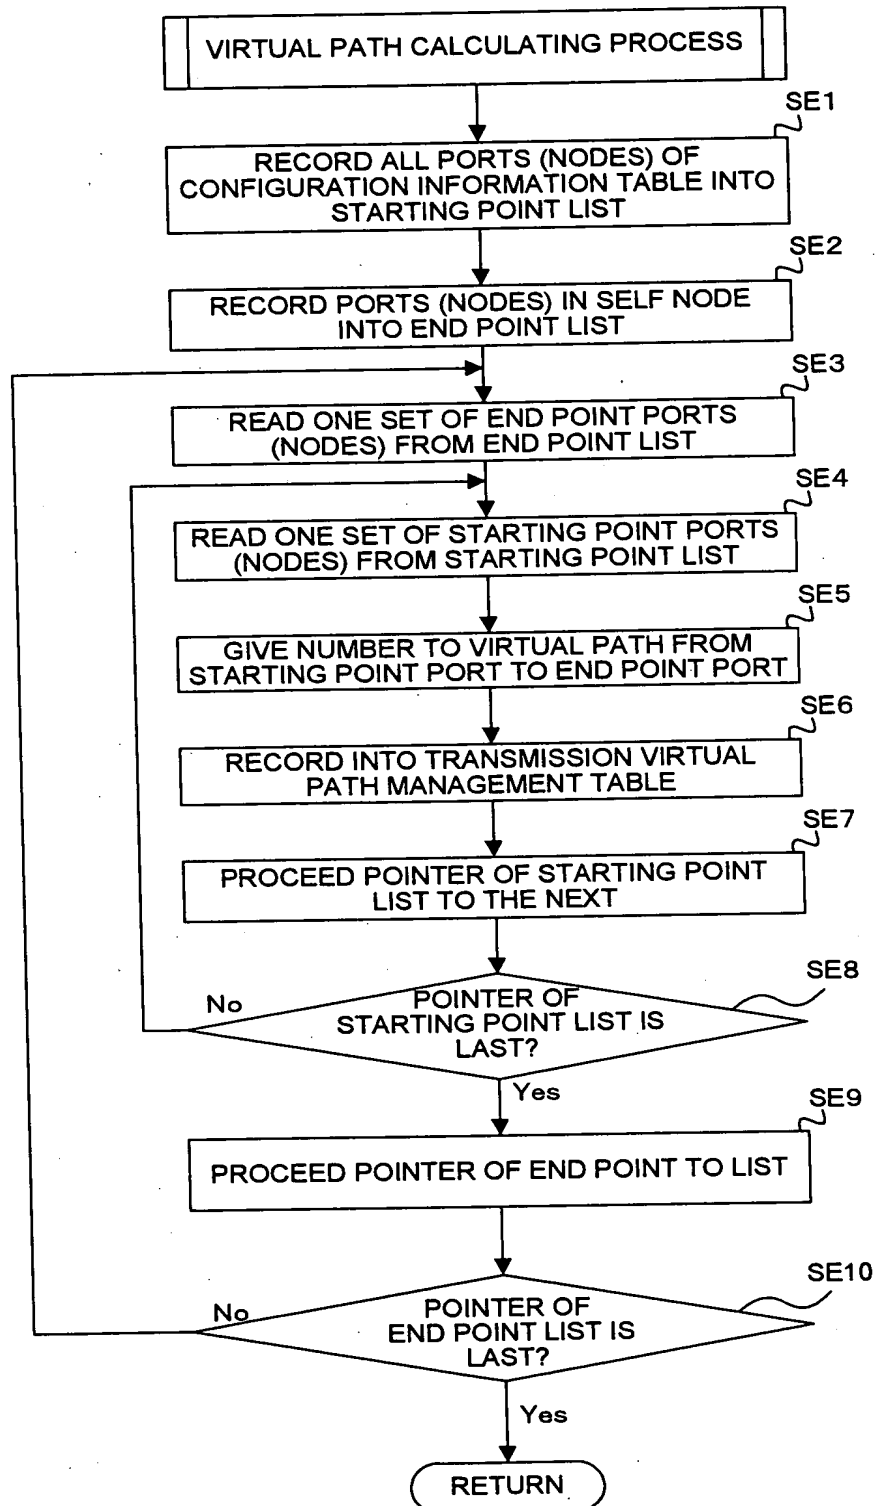 VIRTUAL PATH CALCULATING PROCESS
SE1
RECORD ALL PORTS (NODES) OF
CONFIGURATION INFORMATION TABLE INTO
STARTING POINT LIST
SE2
RECORD PORTS (NODES) IN SELF NODE
INTO END POINT LIST
SE3
READ ONE SET OF END POINT PORTS
(NODES) FROM END POINT LIST
SE4
READ ONE SET OF STARTING POINT PORTS
(NODES) FROM STARTING POINT LIST
SE5
GIVE NUMBER TO VIRTUAL PATH FROM
STARTING POINT PORT TO END POINT PORT
SE6
RECORD INTO TRANSMISSION VIRTUAL
PATH MANAGEMENT TABLE
SE7
PROCEED POINTER OF STARTING POINT
LIST TO THE NEXT
SE8
No
POINTER OF
STARTING POINT LIST IS
LAST?
Yes
SE9
PROCEED POINTER OF END POINT TO LIST
SE10
No
POINTER OF
END POINT LIST IS
LAST?
Yes
RETURN